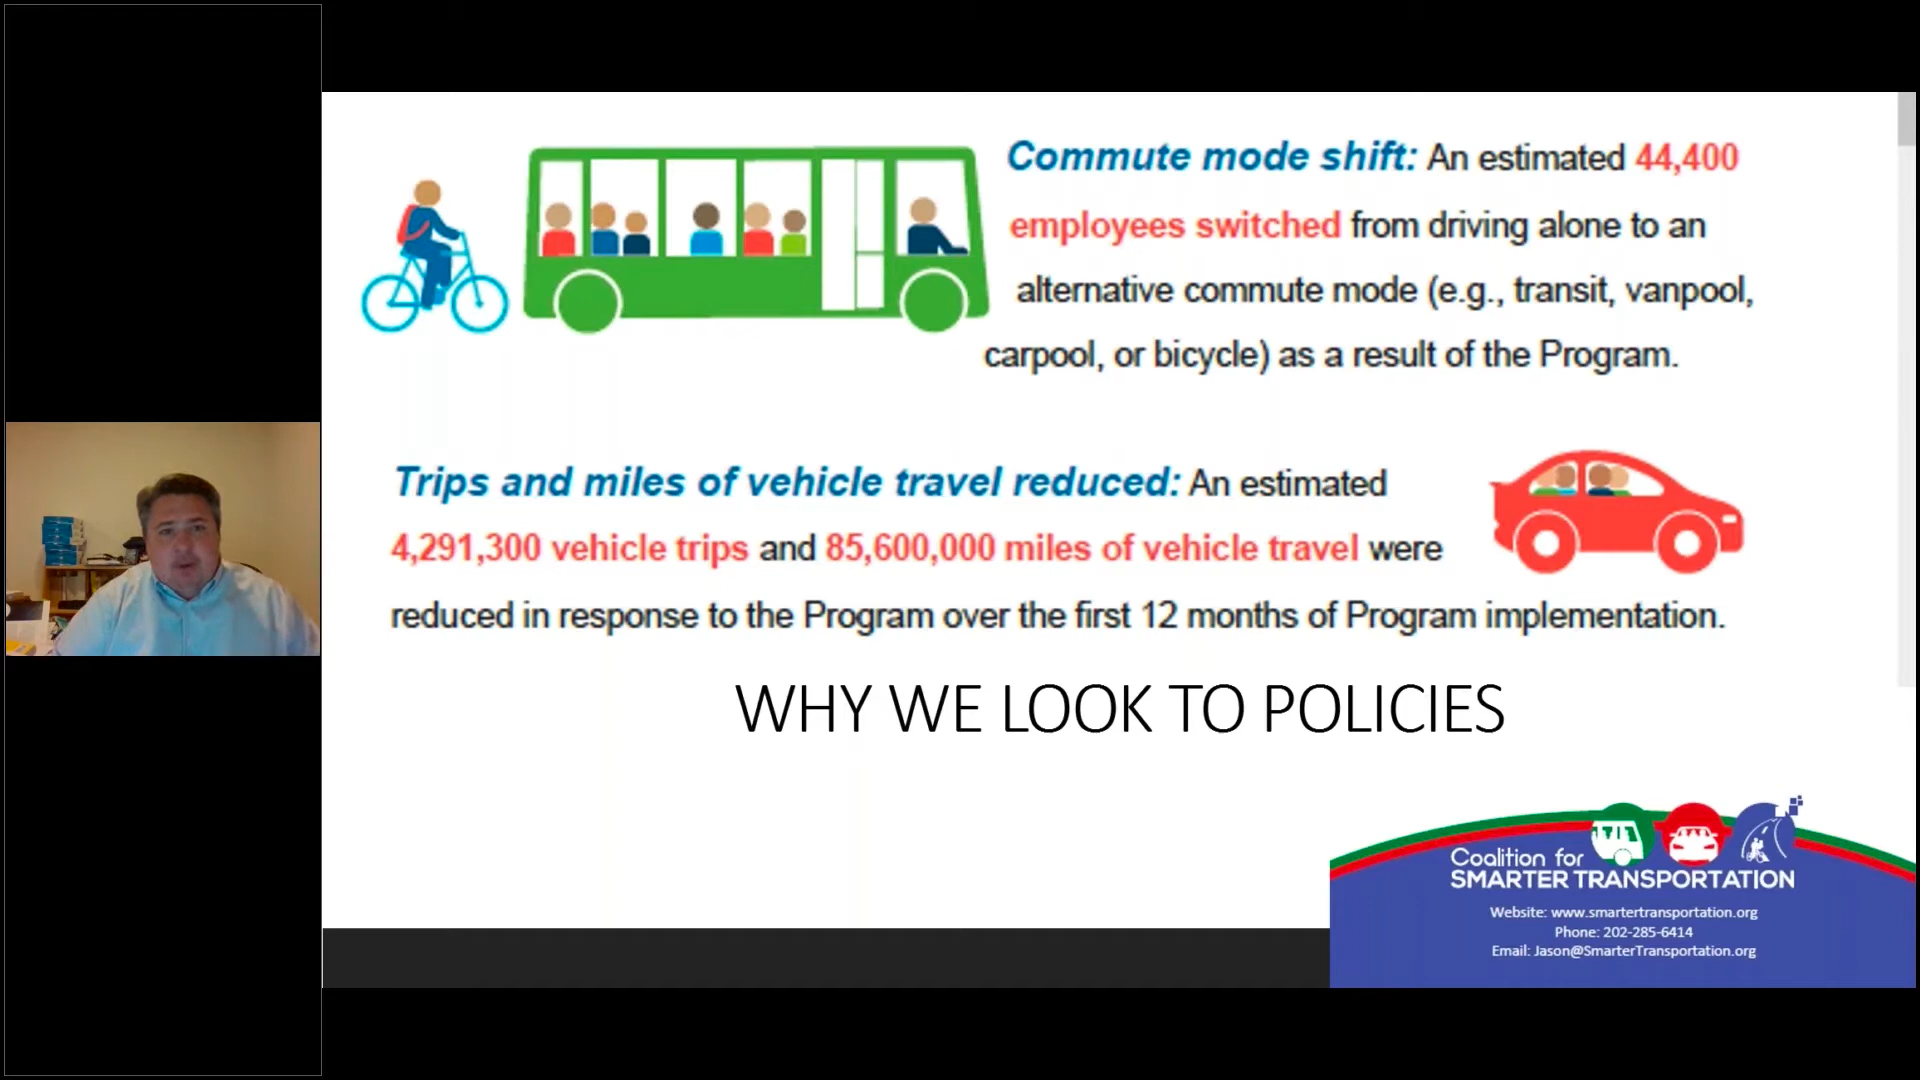 Commute mode shift: An estimated 44,400
employees switched from driving alone to an
alternative commute mode (e.g., transit, vanpool,
carpool, or bicycle) as a result of the Program.
Trips and miles of vehicle travel reduced: An estimated
4,291,300 vehicle trips and 85,600,000 miles of vehicle travel were
reduced in response to the Program over the first 12 months of Program implementation.
WHY WE LOOK TO POLICIES
Coalition for
SMARTER TRANSPORTATION
Website: www.smartertransportation.org
Phone: 202-285-6414
Email: Jason@SmarterTransportation.org